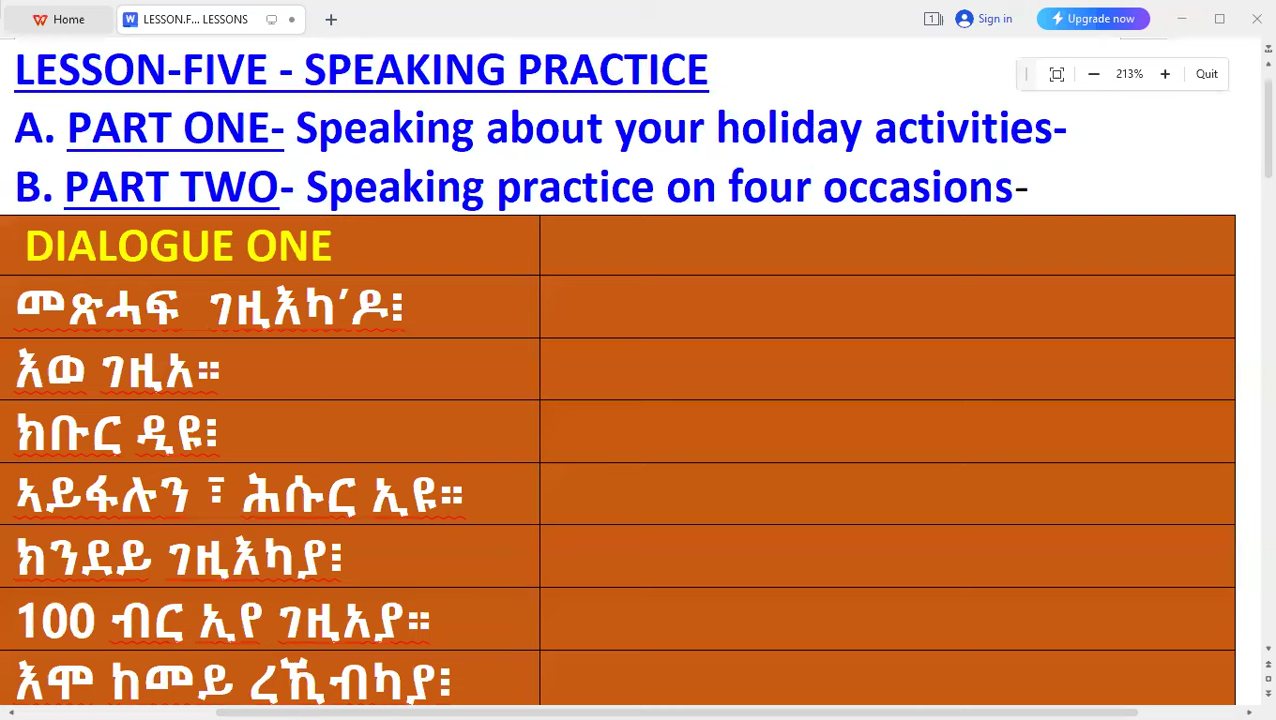 Home
LESSON.F... LESSONS
1
Sign in
Upgrade now
LESSON-FIVE - SPEAKING PRACTICE
213%
Quit
A. PART ONE- Speaking about your holiday activities-
B. PART TWO- Speaking practice on four occasions-
DIALOGUE ONE
መጽሓፍ ገዚእካ'ዶ፧
እወ ገዚአ።
ክቡር ዲዩ፧
ኣይፋሉን ፣ ሕሱር ኢዩ።
ክንደይ ገዚእካያ፧
100 ብር ኢየ ገዚአያ።
እሞ ከመይ ረኺብካያ፧